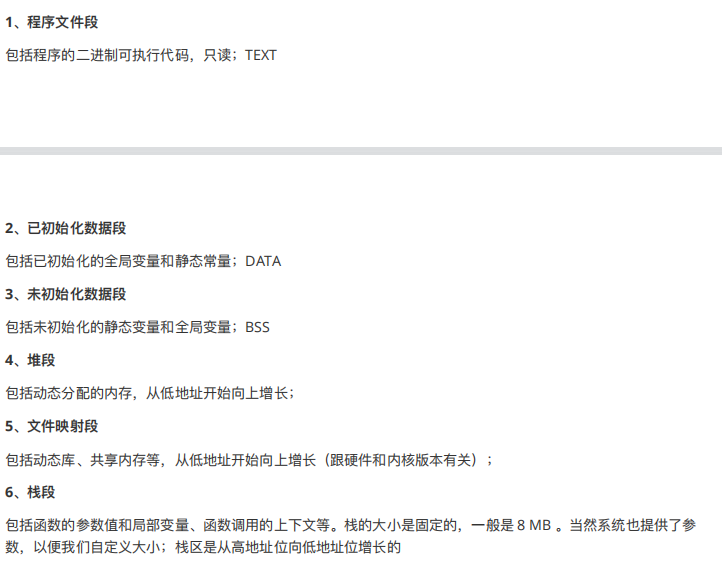 1、程序文件段
包括程序的二进制可执行代码，只读；TEXT
2、已初始化数据段
包括已初始化的全局变量和静态常量；DATA
3、未初始化数据段
包括未初始化的静态变量和全局变量；BSS
4、堆段
包括动态分配的内存，从低地址开始向上增长；
5、文件映射段
包括动态库、共享内存等，从低地址开始向上增长（跟硬件和内核版本有关）；
6、栈段
包括函数的参数值和局部变量、函数调用的上下文等。栈的大小是固定的，一般是 8 MB 。当然系统也提供了参
数，以便我们自定义大小；栈区是从高地址位向低地址位增长的